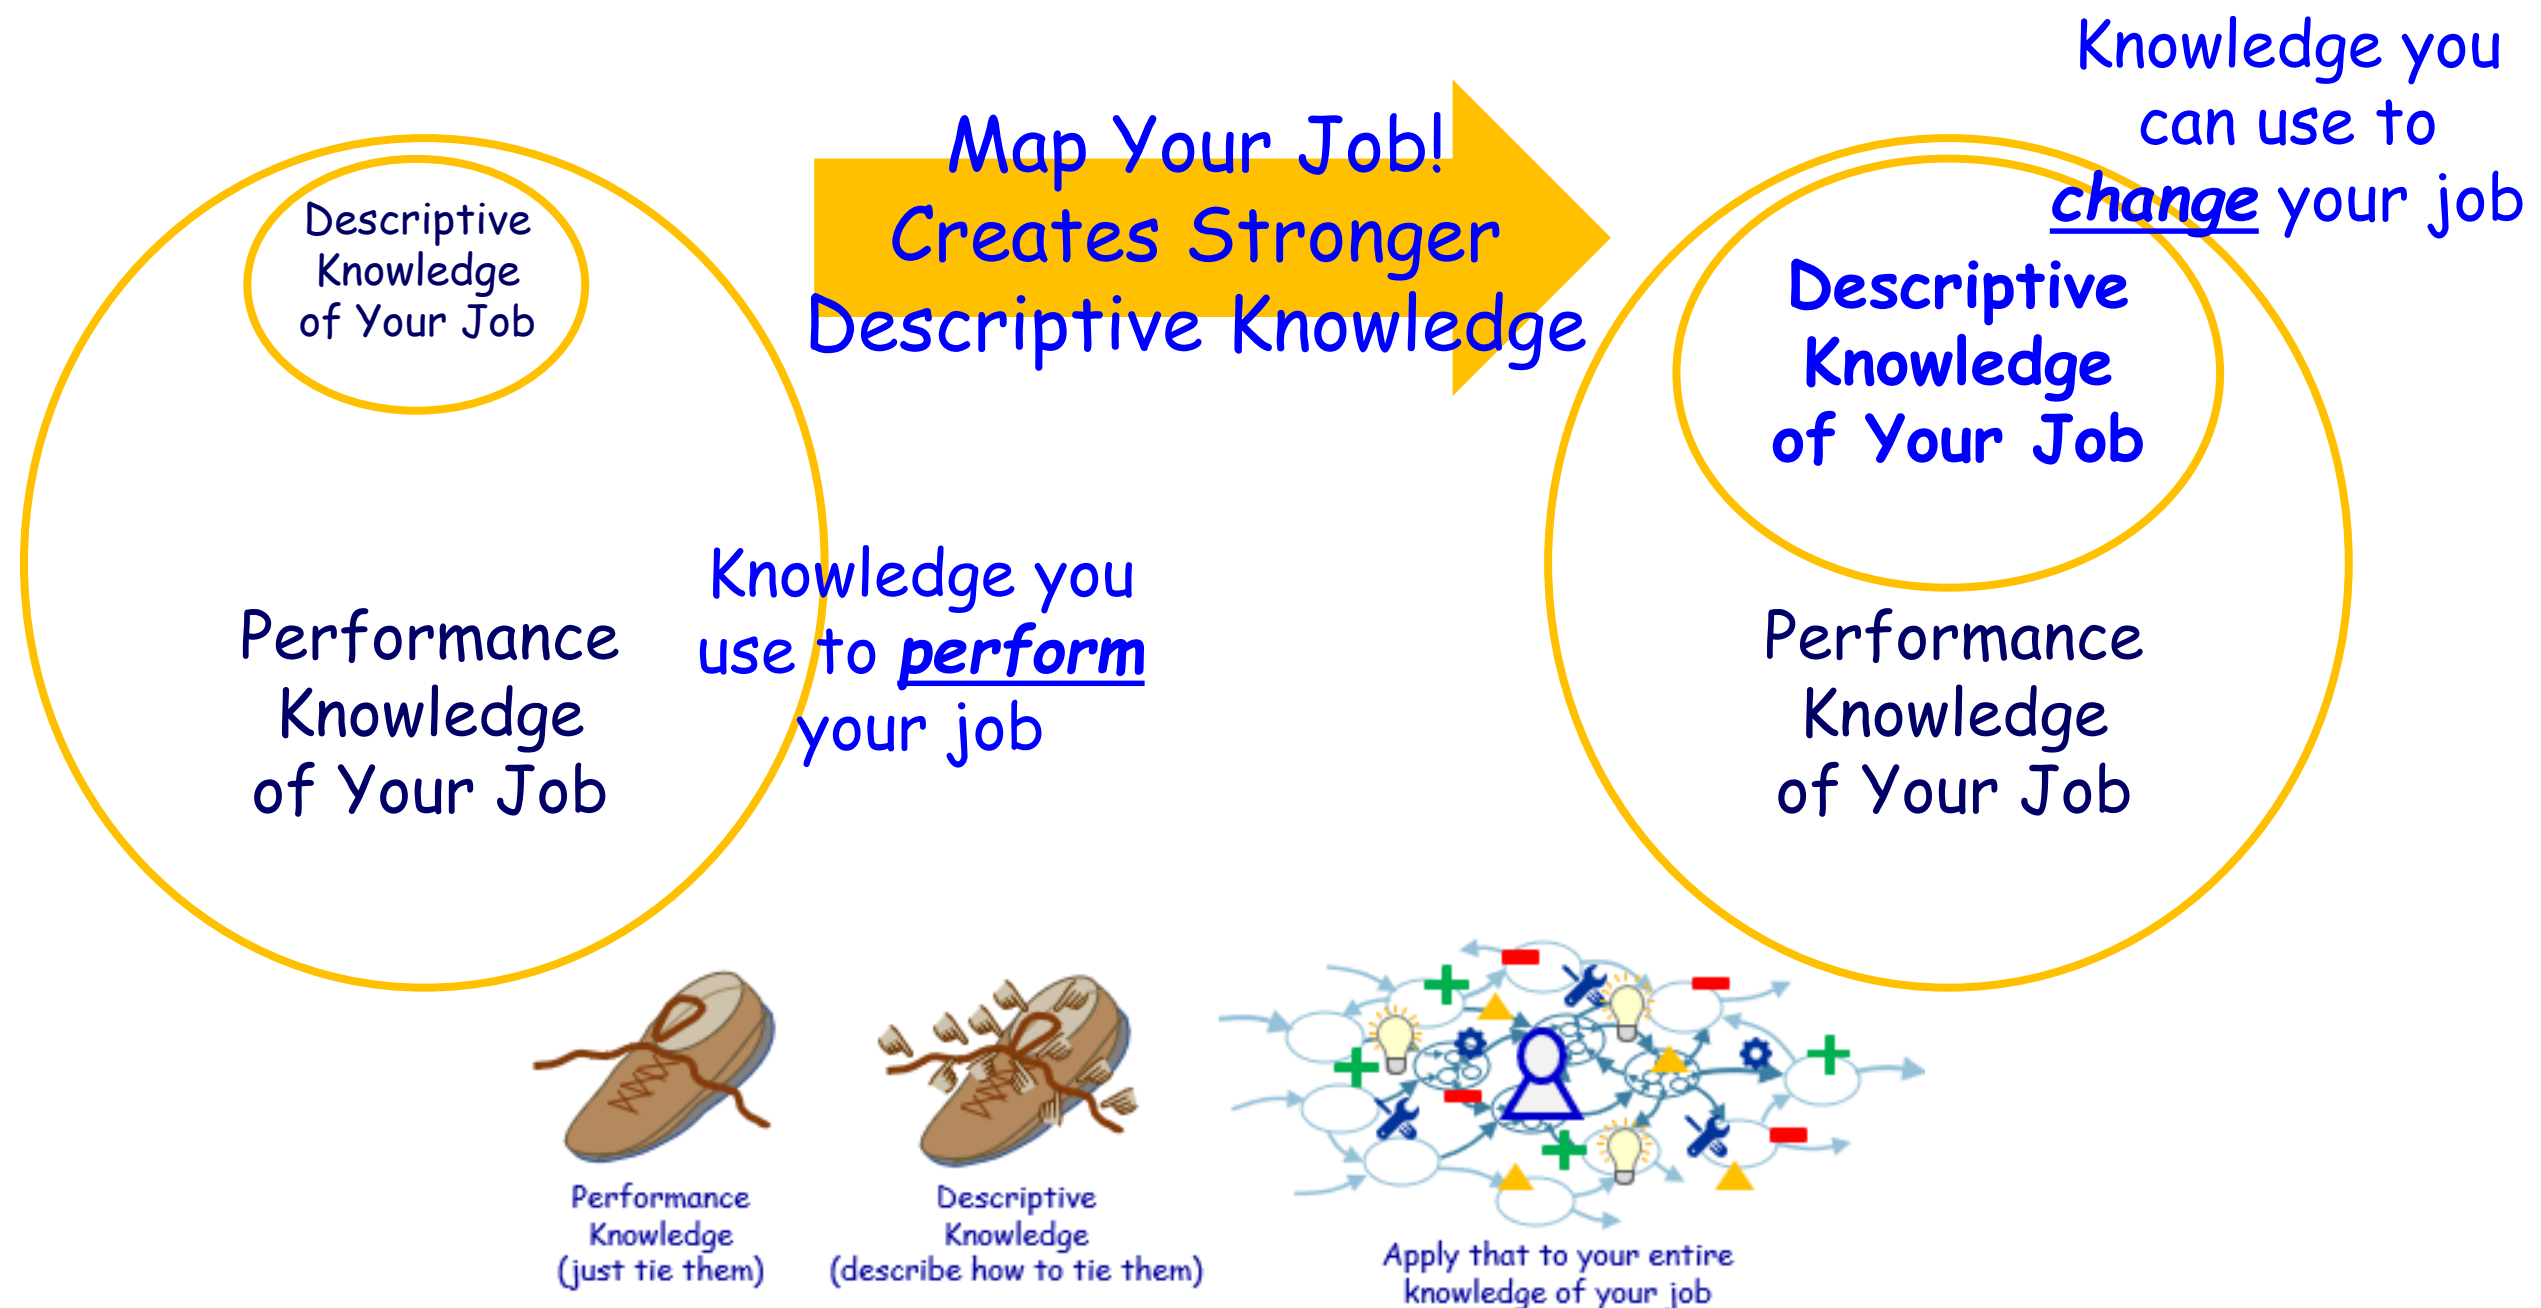 Knowledge you
can use to
change your job
Map Your Job!
Creates Stronger
Descriptive Knowledge
Descriptive
Knowledge
of Your Job
Performance
Knowledge
of Your Job
Knowledge you
use to perform
your job
Descriptive
Knowledge
of Your Job
Performance
Knowledge
of Your Job
Performance
Knowledge
(just tie them)
Descriptive
Knowledge
(describe how to tie them)
Apply that to your entire
knowledge of your job